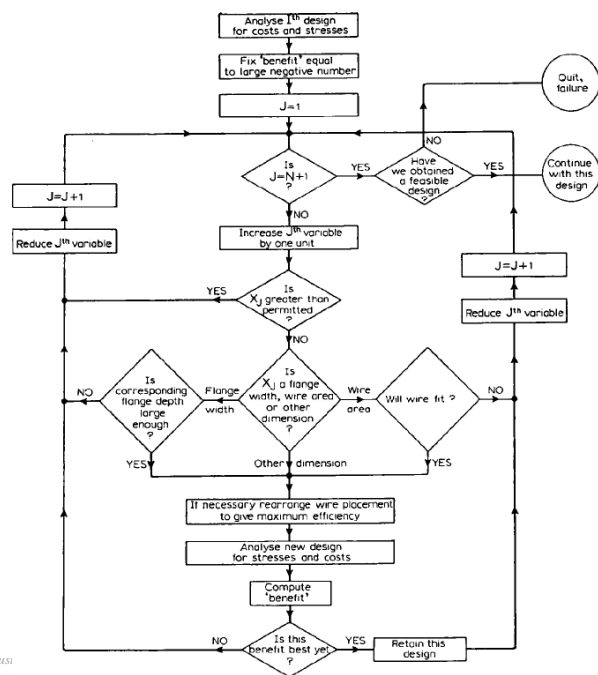 Analyse Ith design
for costs and stresses
Fix 'benefit' equal
to large negative number
J=1
Quit,
failure
NO
Is
J=N+1
?
YES
Have
we obtained
a feasible
design
?
YES
Continue
with this
design
J=J+1
NO
Reduce Jth variable
Increase Jth variable
by one unit
J=J+1
YES
Is
XJ greater than
permitted
?
Reduce Jth variable
NO
NO
Is
corresponding
flange depth
large
enough
?
Flange
width
Is
XJ a flange
width, wire area
or other
dimension
?
Wire
area
Will wire fit ?
NO
YES
Other dimension
YES
If necessary rearrange wire placement
to give maximum efficiency
Analyse new design
for stresses and costs
Compute
'benefit'
NO
Is this
benefit best yet
?
YES
Retain this
design